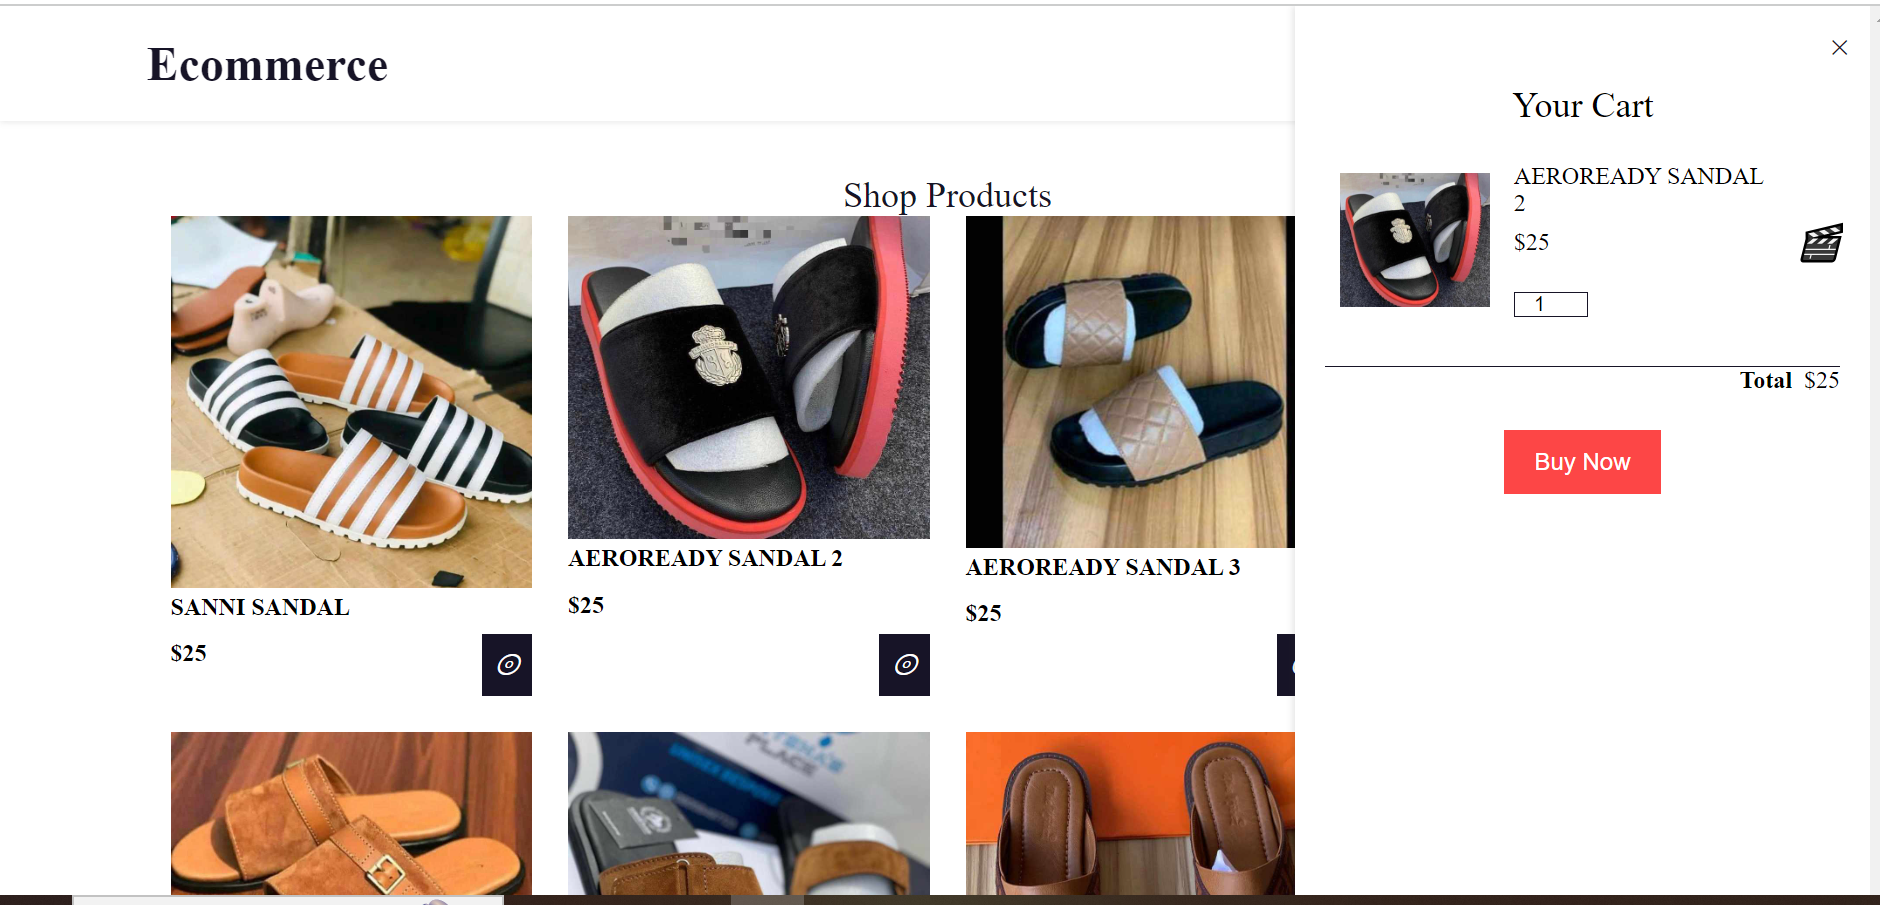 Ecommerce
Shop Products
SANNI SANDAL
$25
AEROREADY SANDAL 2
$25
AEROREADY SANDAL 3
$25
PLACE
Your Cart
AEROREADY SANDAL
2
$25
1
Total $25
Buy Now